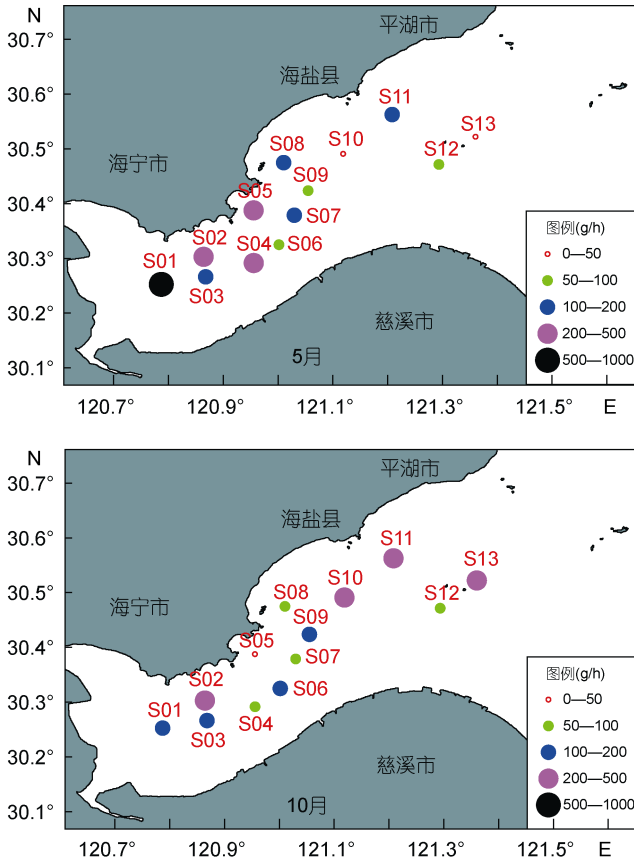 N
30.7°
30.6°
30.5°
30.4°
30.3°
30.2°
30.1°
平湖市
海盐县
海宁市
慈溪市
5月
S11
S13
S10
S12
S08
S09
S05
S07
S02
S04
S06
S01
S03
图例(g/h)
0—50
50—100
100—200
200—500
500—1000
120.7° 120.9° 121.1° 121.3° 121.5° E
N
30.7°
30.6°
30.5°
30.4°
30.3°
30.2°
30.1°
平湖市
海盐县
海宁市
慈溪市
10月
S11
S13
S10
S08
S12
S09
S05
S07
S02
S06
S01
S04
S03
图例(g/h)
0—50
50—100
100—200
200—500
500—1000
120.7° 120.9° 121.1° 121.3° 121.5° E